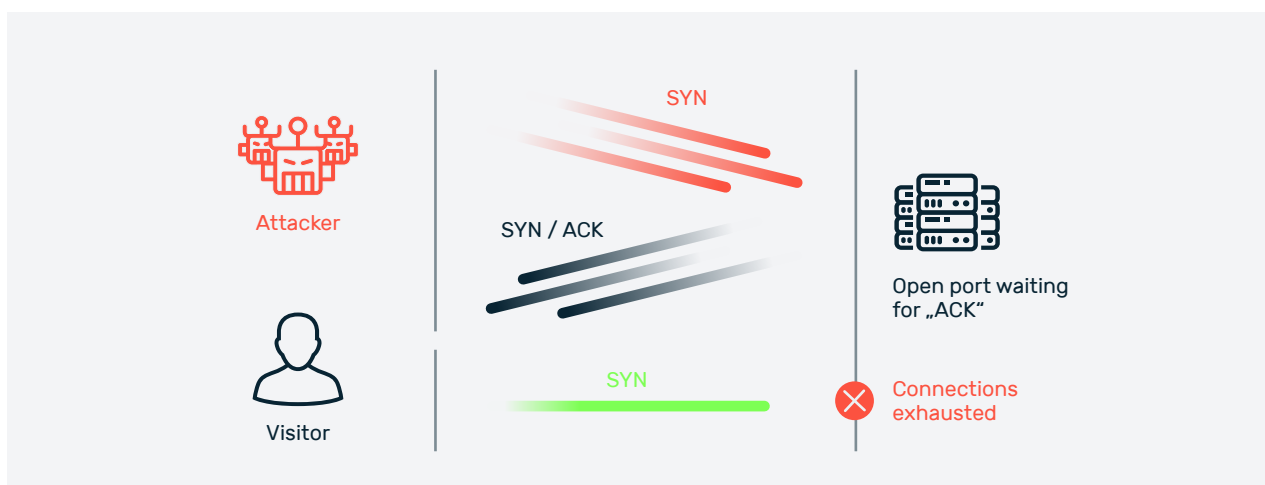 SYN
Attacker
SYN / ACK
Open port waiting
for „ACK“
SYN
Connections
exhausted
Visitor